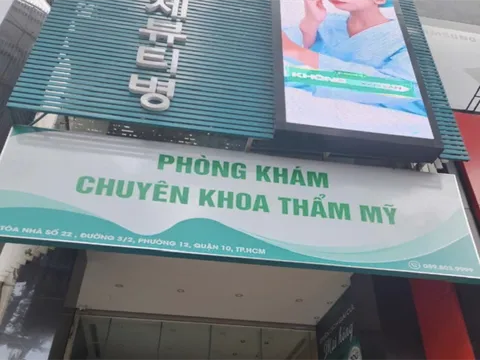 제뷰티병
KHÔNG
PHÒNG KHÁM
CHUYÊN KHOA THẨM MỸ
TÒA NHÀ SỐ 22 , ĐƯỜNG 3/2, PHƯỜNG 12, QUẬN 10, TP.HCM